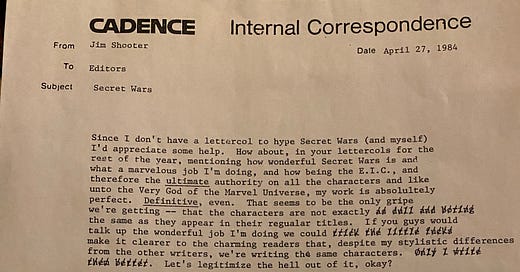 CADENCE Internal Correspondence
From Jim Shooter
Date April 27, 1984
To Editors
Subject Secret Wars
Since I don't have a lettercol to hype Secret Wars (and myself)
I'd appreciate some help. How about, in your lettercols for the
rest of the year, mentioning how wonderful Secret Wars is and
what a marvelous job I'm doing, and how being the E.I.C., and
therefore the ultimate authority on all the characters and like
unto the Very God of the Marvel Universe, my work is absolutely
perfect. Definitive, even. That seems to be the only gripe
we're getting -- that the characters are not exactly as dull and boring
the same as they appear in their regualar titles. If you guys would
talk up the wonderful job I'm doing we could trick the little
make it clearer to the charming readers that, despite my stylistic differences
from the other writers, we're writing the same characters. Only I write
them better. Let's legitimize the hell out of it, okay?